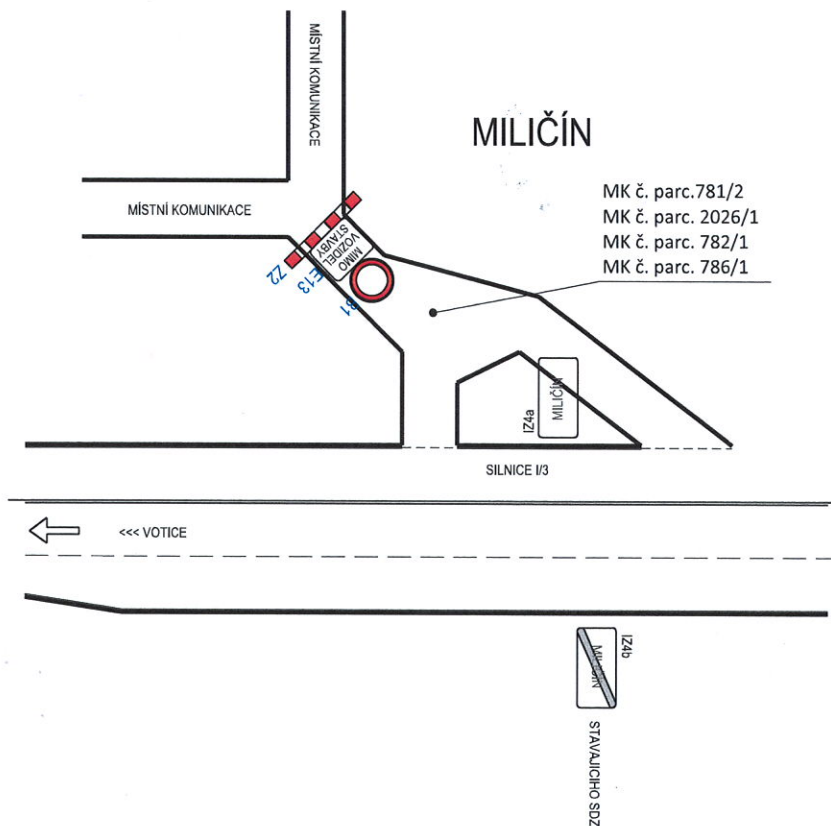 MÍSTNÍ KOMUNIKACE
MILIČÍN
MK č. parc.781/2
MK č. parc. 2026/1
MK č. parc. 782/1
MK č. parc. 786/1
MÍSTNÍ KOMUNIKACE
MIMO
VOZIDEL
STAVBY
Z2
E13
B1
MILIČÍN
IZ4a
SILNICE I/3
<<< VOTICE
IZ4b
MILIČÍN
STAVAJICIHO SDZ